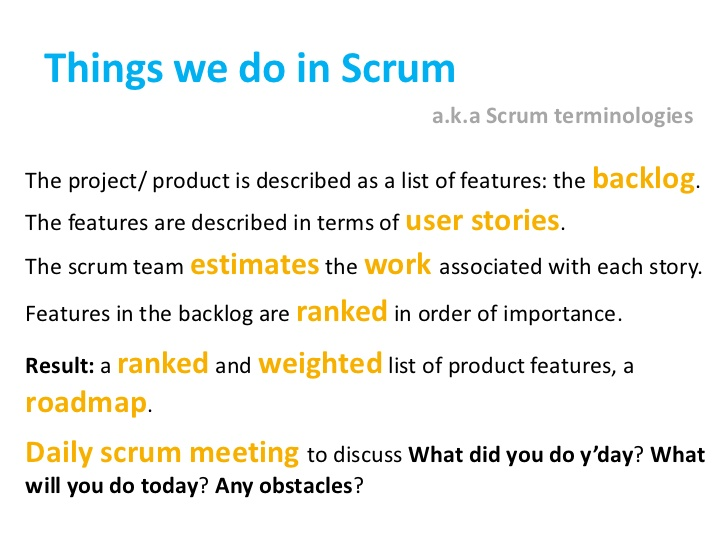 Things we do in Scrum
a.k.a Scrum terminologies
The project/ product is described as a list of features: the backlog.
The features are described in terms of user stories.
The scrum team estimates the work associated with each story.
Features in the backlog are ranked in order of importance.
Result: a ranked and weighted list of product features, a
roadmap.
Daily scrum meeting to discuss What did you do y’day? What
will you do today? Any obstacles?